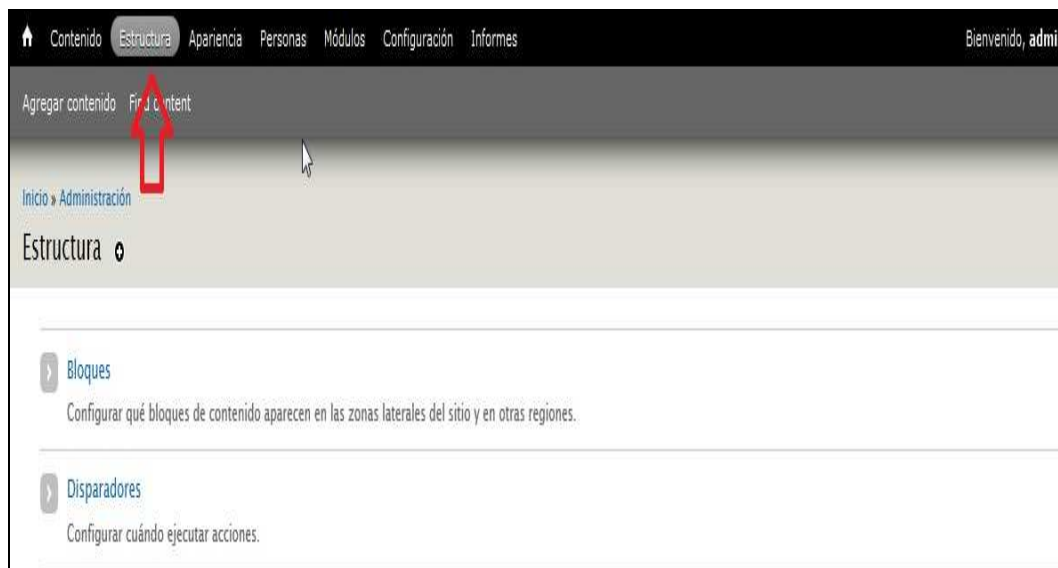 Contenido Estructura Apariencia Personas Módulos Configuración Informes Bienvenido, admi
Agregar contenido Find content
Inicio » Administración
Estructura
Bloques
Configurar qué bloques de contenido aparecen en las zonas laterales del sitio y en otras regiones.
Disparadores
Configurar cuándo ejecutar acciones.